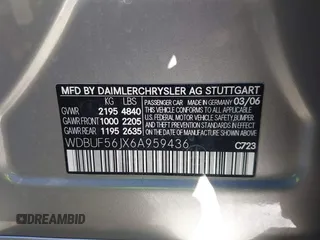 MFD BY DAIMLERCHRYSLER AG STUTTGART
KG LBS MANUFACTURED IN GERMANY 03/06
GVWR 2195 4840 THIS VEHICLE CONFORMS TO ALL APPLICABLE
GAWR FRONT 1000 2205 U.S. FEDERAL MOTOR VEHICLE SAFETY, BUMPER,
GAWR REAR 1195 2635 AND THEFT PREVENTION STANDARDS IN EFFECT
ON THE DATE OF MANUFACTURE SHOWN ABOVE
WDBUF56JX6A959436
PASSENGER CAR
C723
DREAMBID